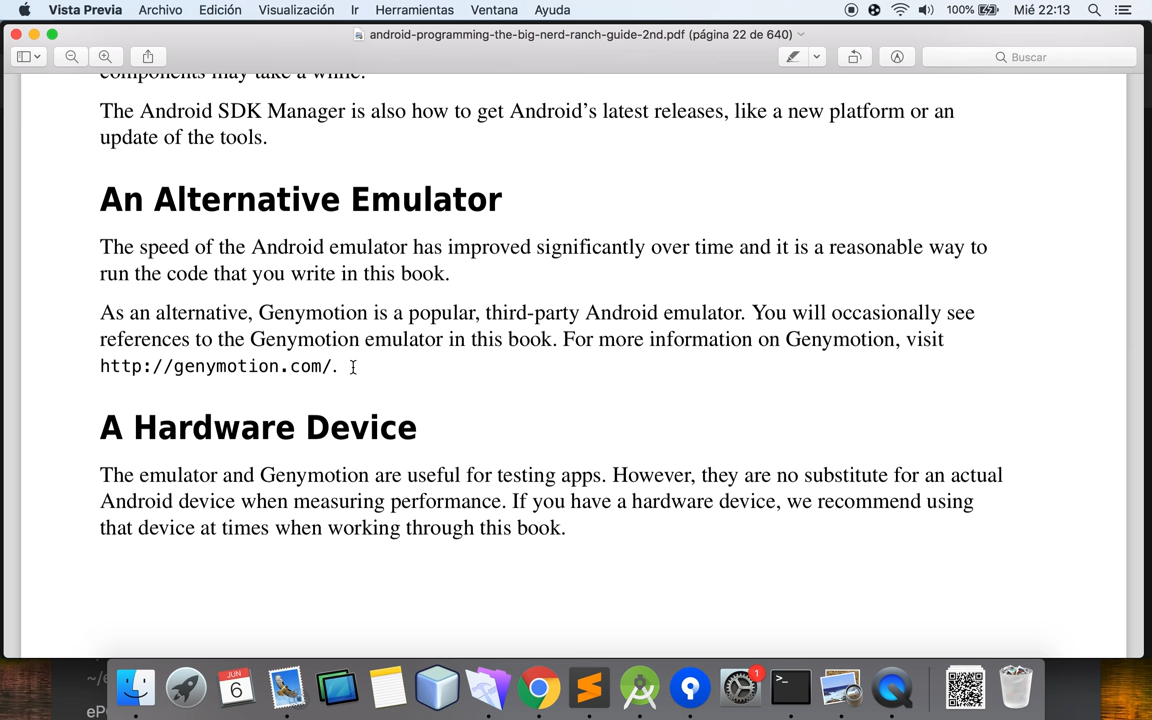 Vista Previa Archivo Edición Visualización Ir Herramientas Ventana Ayuda 100% Mié 22:13
android-programming-the-big-nerd-ranch-guide-2nd.pdf (página 22 de 640)
Buscar
components may take a while.
The Android SDK Manager is also how to get Android’s latest releases, like a new platform or an
update of the tools.
An Alternative Emulator
The speed of the Android emulator has improved significantly over time and it is a reasonable way to
run the code that you write in this book.
As an alternative, Genymotion is a popular, third-party Android emulator. You will occasionally see
references to the Genymotion emulator in this book. For more information on Genymotion, visit
http://genymotion.com/.
A Hardware Device
The emulator and Genymotion are useful for testing apps. However, they are no substitute for an actual
Android device when measuring performance. If you have a hardware device, we recommend using
that device at times when working through this book.
JUN
6
1
>_